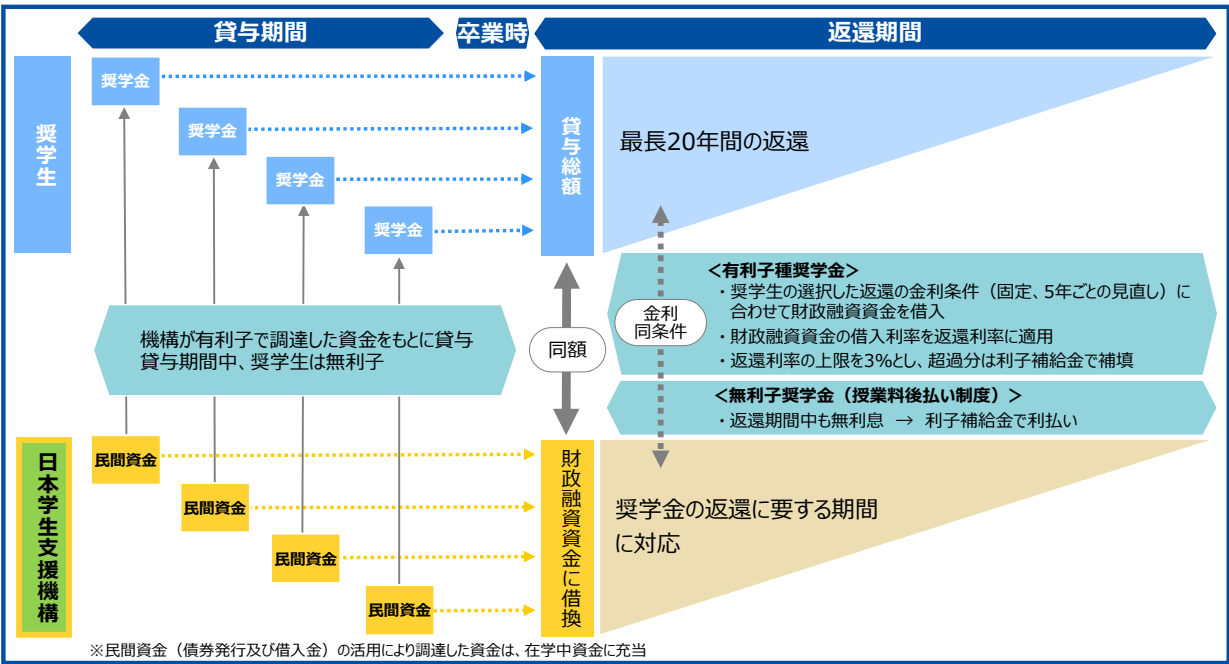 貸与期間
卒業時
返還期間
奨学生
奨学金
奨学金
奨学金
奨学金
貸与総額
最長20年間の返還
機構が有利子で調達した資金をもとに貸与
貸与期間中、奨学生は無利子
同額
金利
同条件
＜有利子種奨学金＞
・奨学生の選択した返還の金利条件（固定、5年ごとの見直し）に
合わせて財政融資資金を借入
・財政融資資金の借入利率を返還利率に適用
・返還利率の上限を3%とし、超過分は利子補給金で補填
＜無利子奨学金（授業料後払い制度）＞
・返還期間中も無利息 → 利子補給金で利払い
日本学生支援機構
民間資金
民間資金
民間資金
民間資金
財政融資資金に借換
奨学金の返還に要する期間
に対応
※民間資金（債券発行及び借入金）の活用により調達した資金は、在学中資金に充当